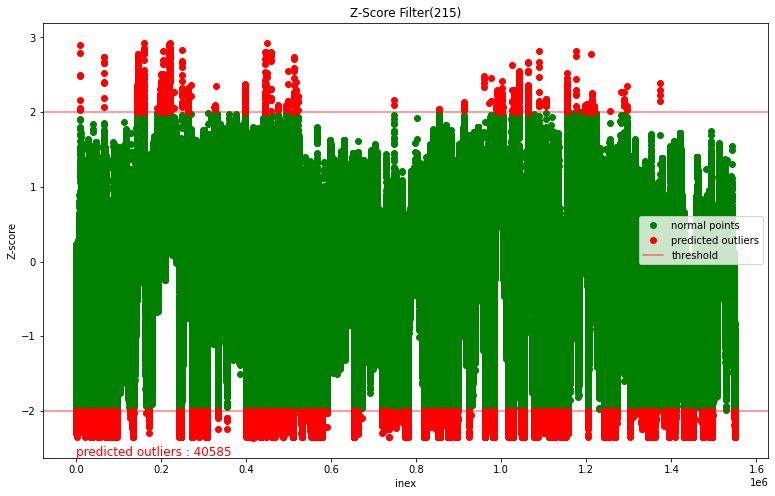 Z-Score Filter(215)
3
2
1
0
−1
−2
Z-score
normal points
predicted outliers
threshold
predicted outliers : 40585
0.0 0.2 0.4 0.6 0.8 1.0 1.2 1.4 1.6
1e6
inex